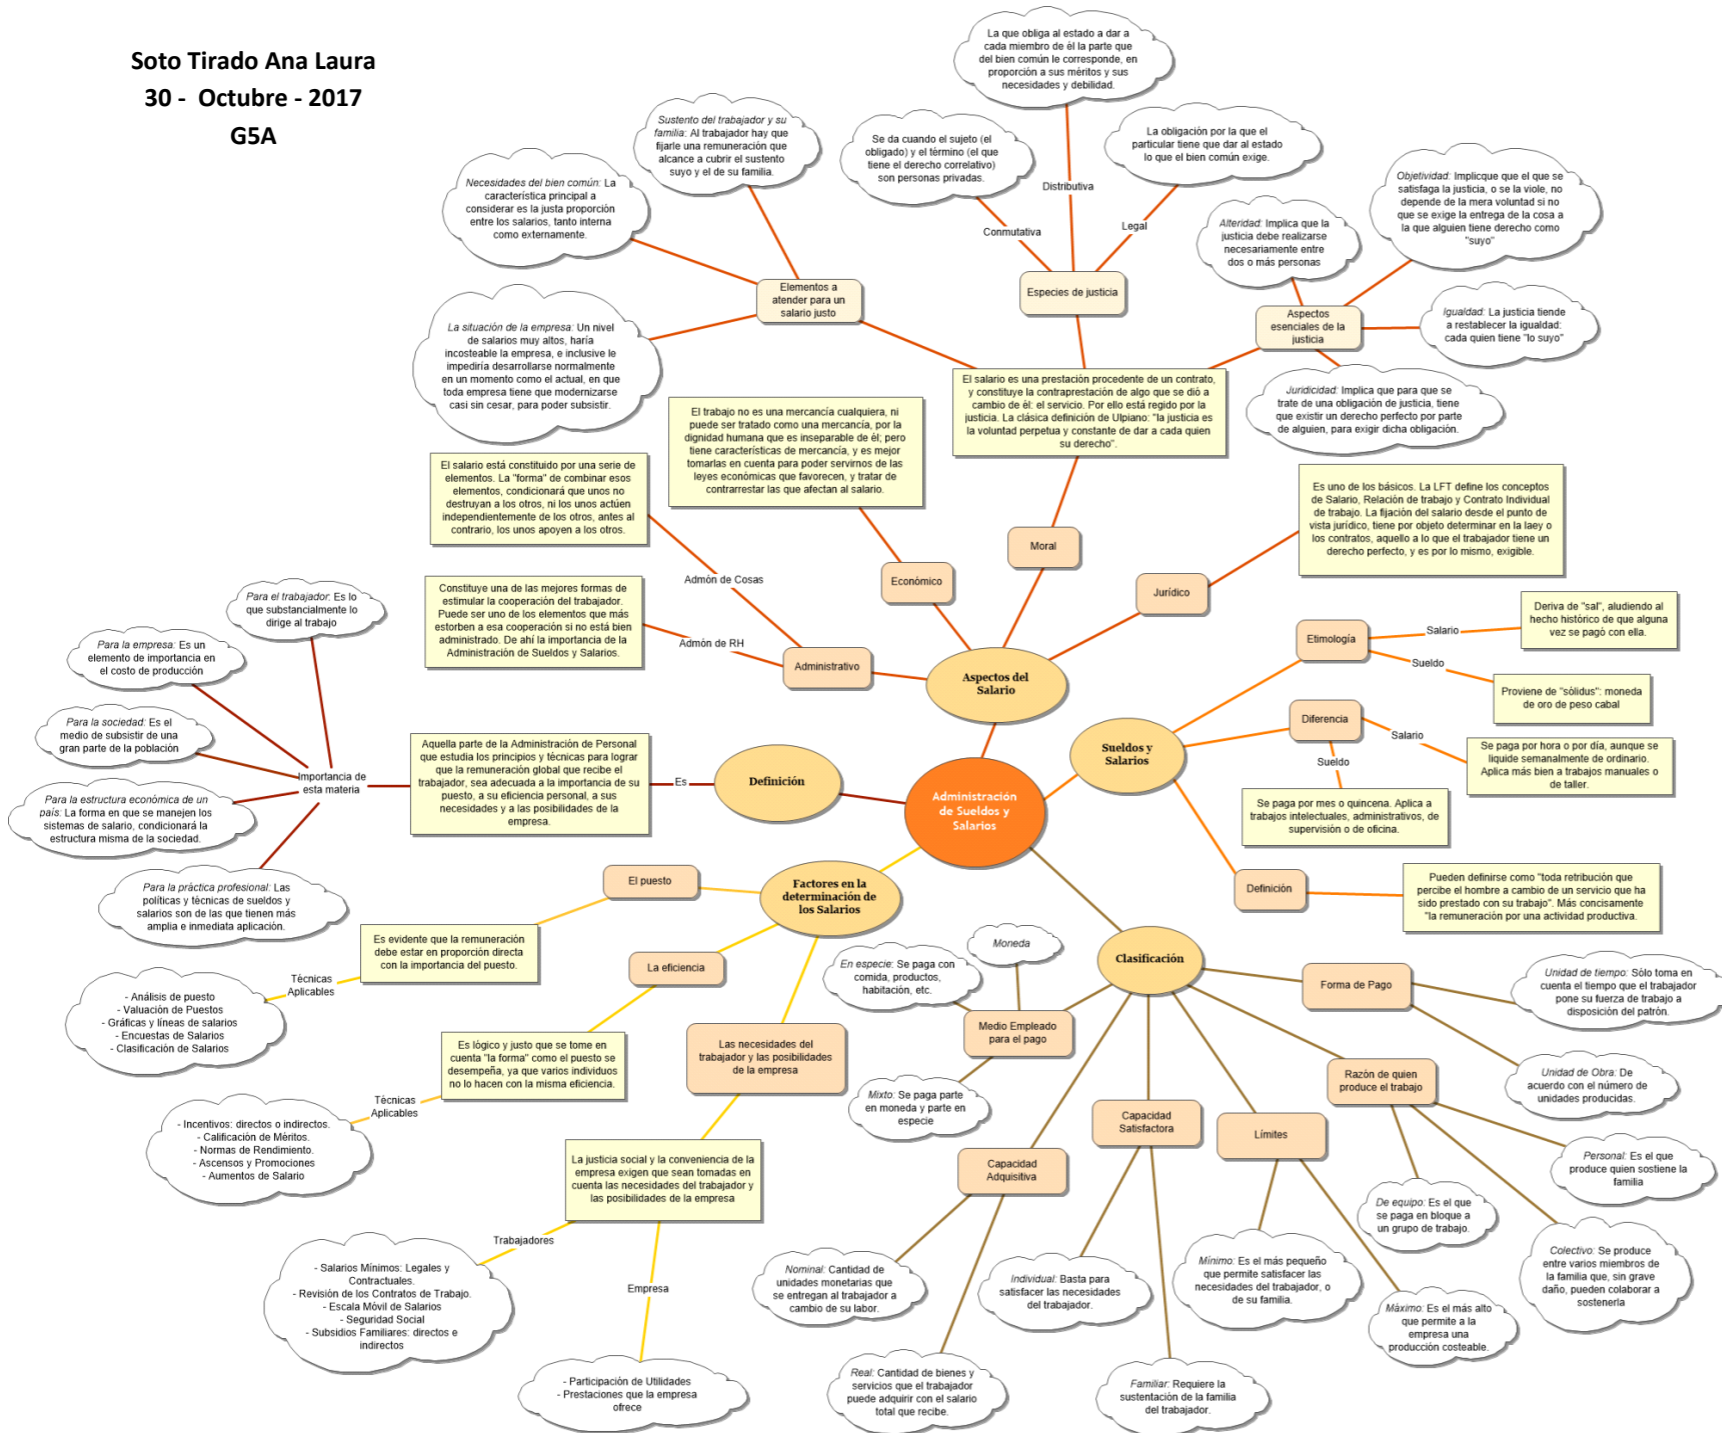 Soto Tirado Ana Laura
30 - Octubre - 2017
G5A
La que obliga al estado a dar a
cada miembro de él la parte que
del bien común le corresponde, en
proporción a sus méritos y sus
necesidades y debilidad.
Sustento del trabajador y su
familia: Al trabajador hay que
fijarle una remuneración que
alcance a cubrir el sustento
suyo y el de su familia.
Se da cuando el sujeto (el
obligado) y el término (el que
tiene el derecho correlativo)
son personas privadas.
La obligación por la que el
particular tiene que dar al estado
lo que el bien común exige.
Necesidades del bien común: La
característica principal a
considerar es la justa proporción
entre los salarios, tanto interna
como externamente.
Objetividad: Implicque que el que se
satisfaga la justicia, o se la viole, no
depende de la mera voluntad si no
que se exige la entrega de la cosa a
la que alguien tiene derecho como
"suyo"
Distributiva
Conmutativa
Legal
Alteridad: Implica que la
justicia debe realizarse
necesariamente entre
dos o más personas
Elementos a
atender para un
salario justo
Especies de justicia
Aspectos
esenciales de la
justicia
Igualdad: La justicia tiende
a restablecer la igualdad:
cada quien tiene "lo suyo"
La situación de la empresa: Un nivel
de salarios muy altos, haría
incosteable la empresa, e inclusive le
impediría desarrollarse normalmente
en un momento como el actual, en que
toda empresa tiene que modernizarse
casi sin cesar, para poder subsistir.
El salario es una prestación procedente de un contrato,
y constituye la contraprestación de algo que se dió a
cambio de él: el servicio. Por ello está regido por la
justicia. La clásica definición de Ulpiano: "la justicia es
la voluntad perpetua y constante de dar a cada quien
su derecho".
Juridicidad: Implica que para que se
trate de una obligación de justicia, tiene
que existir un derecho perfecto por parte
de alguien, para exigir dicha obligación.
El trabajo no es una mercancía cualquiera, ni
puede ser tratado como una mercancía, por la
dignidad humana que es inseparable de él; pero
tiene características de mercancía, y es mejor
tomarlas en cuenta para poder servirnos de las
leyes económicas que favorecen, y tratar de
contrarrestar las que afectan al salario.
El salario está constituido por una serie de
elementos. La "forma" de combinar esos
elementos, condicionará que unos no
destruyan a los otros, ni los unos actúen
independientemente de los otros, antes al
contrario, los unos apoyen a los otros.
Es uno de los básicos. La LFT define los conceptos
de Salario, Relación de trabajo y Contrato Individual
de trabajo. La fijación del salario desde el punto de
vista jurídico, tiene por objeto determinar en la laey o
los contratos, aquello a lo que el trabajador tiene un
derecho perfecto, y es por lo mismo, exigible.
Moral
Económico
Jurídico
Admón de Cosas
Constituye una de las mejores formas de
estimular la cooperación del trabajador.
Puede ser uno de los elementos que más
estorben a esa cooperación si no está bien
administrado. De ahí la importancia de la
Administración de Sueldos y Salarios.
Admón de RH
Administrativo
Aspectos del
Salario
Para el trabajador: Es lo
que substancialmente lo
dirige al trabajo
Para la empresa: Es un
elemento de importancia en
el costo de producción
Para la sociedad: Es el
medio de subsistir de una
gran parte de la población
Para la estructura económica de un
país: La forma en que se manejen los
sistemas de salario, condicionará la
estructura misma de la sociedad.
Para la práctica profesional: Las
políticas y técnicas de sueldos y
salarios son de las que tienen más
amplia e inmediata aplicación.
Importancia de
esta materia
Aquella parte de la Administración de Personal
que estudia los principios y técnicas para lograr
que la remuneración global que recibe el
trabajador, sea adecuada a la importancia de su
puesto, a su eficiencia personal, a sus
necesidades y a las posibilidades de la
empresa.
Es
Definición
Administración
de Sueldos y
Salarios
Sueldos y
Salarios
Etimología
Salario
Deriva de "sal", aludiendo al
hecho histórico de que alguna
vez se pagó con ella.
Sueldo
Proviene de "sólidus": moneda
de oro de peso cabal
Diferencia
Salario
Se paga por hora o por día, aunque se
liquide semanalmente de ordinario.
Aplica más bien a trabajos manuales o
de taller.
Sueldo
Se paga por mes o quincena. Aplica a
trabajos intelectuales, administrativos, de
supervisión o de oficina.
Definición
Pueden definirse como "toda retribución que
percibe el hombre a cambio de un servicio que ha
sido prestado con su trabajo". Más concisamente
"la remuneración por una actividad productiva.
Factores en la
determinación de
los Salarios
El puesto
Es evidente que la remuneración
debe estar en proporción directa
con la importancia del puesto.
Técnicas
Aplicables
- Análisis de puesto
- Valuación de Puestos
- Gráficas y líneas de salarios
- Encuestas de Salarios
- Clasificación de Salarios
La eficiencia
Es lógico y justo que se tome en
cuenta "la forma" como el puesto se
desempeña, ya que varios individuos
no lo hacen con la misma eficiencia.
Técnicas
Aplicables
- Incentivos: directos o indirectos.
- Calificación de Méritos.
- Normas de Rendimiento.
- Ascensos y Promociones
- Aumentos de Salario
Las necesidades del
trabajador y las posibilidades
de la empresa
La justicia social y la conveniencia de la
empresa exigen que sean tomadas en
cuenta las necesidades del trabajador y
las posibilidades de la empresa
Trabajadores
- Salarios Mínimos: Legales y
Contractuales.
- Revisión de los Contratos de Trabajo.
- Escala Móvil de Salarios
- Seguridad Social
- Subsidios Familiares: directos e
indirectos
Empresa
- Participación de Utilidades
- Prestaciones que la empresa
ofrece
Clasificación
Moneda
En especie: Se paga con
comida, productos,
habitación, etc.
Medio Empleado
para el pago
Mixto: Se paga parte
en moneda y parte en
especie
Capacidad
Adquisitiva
Nominal: Cantidad de
unidades monetarias que
se entregan al trabajador a
cambio de su labor.
Real: Cantidad de bienes y
servicios que el trabajador
puede adquirir con el salario
total que recibe.
Capacidad
Satisfactora
Individual: Basta para
satisfacer las necesidades
del trabajador.
Familiar: Requiere la
sustentación de la familia
del trabajador.
Límites
Mínimo: Es el más pequeño
que permite satisfacer las
necesidades del trabajador, o
de su familia.
Máximo: Es el más alto
que permite a la
empresa una
producción costeable.
Razón de quien
produce el trabajo
Personal: Es el que
produce quien sostiene la
familia
De equipo: Es el que
se paga en bloque a
un grupo de trabajo.
Colectivo: Se produce
entre varios miembros de
la familia que, sin grave
daño, pueden colaborar a
sostenerla
Forma de Pago
Unidad de tiempo: Sólo toma en
cuenta el tiempo que el trabajador
pone su fuerza de trabajo a
disposición del patrón.
Unidad de Obra: De
acuerdo con el número de
unidades producidas.